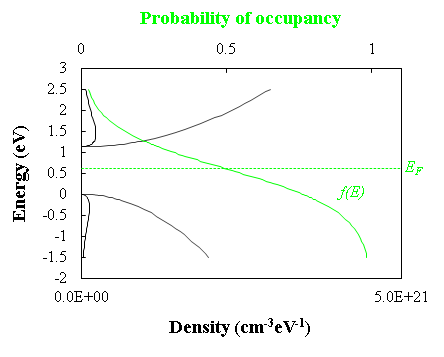 Probability of occupancy
0 0.5 1
3
2.5
2
1.5
1
0.5
0
-0.5
-1
-1.5
-2
Energy (eV)
E_F
f(E)
0.0E+00 5.0E+21
Density (cm⁻³eV⁻¹)